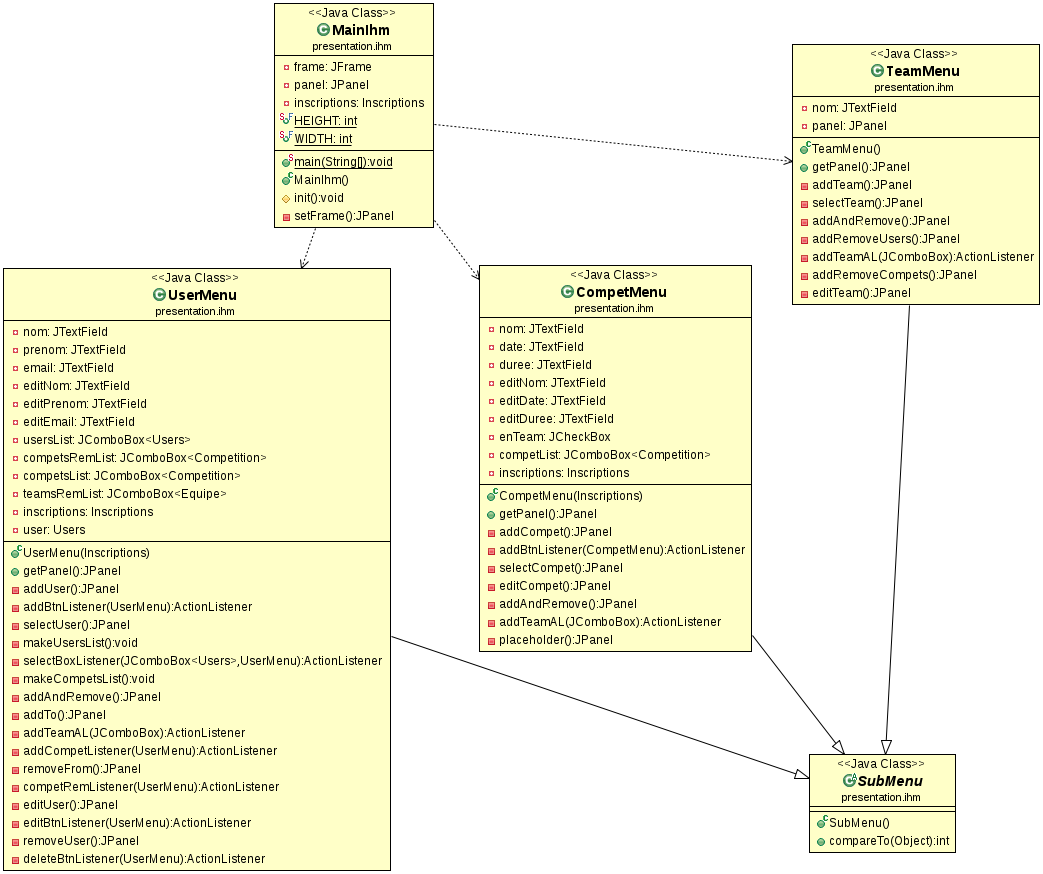 <<Java Class>>
MainIhm
presentation.ihm
frame: JFrame
panel: JPanel
inscriptions: Inscriptions
HEIGHT: int
WIDTH: int
main(String[]):void
MainIhm()
init():void
setFrame():JPanel
<<Java Class>>
TeamMenu
presentation.ihm
nom: JTextField
panel: JPanel
TeamMenu()
getPanel():JPanel
addTeam():JPanel
selectTeam():JPanel
addAndRemove():JPanel
addRemoveUsers():JPanel
addTeamAL(JComboBox):ActionListener
addRemoveCompets():JPanel
editTeam():JPanel
<<Java Class>>
UserMenu
presentation.ihm
nom: JTextField
prenom: JTextField
email: JTextField
editNom: JTextField
editPrenom: JTextField
editEmail: JTextField
usersList: JComboBox<Users>
competsRemList: JComboBox<Competition>
competsList: JComboBox<Competition>
teamsRemList: JComboBox<Equipe>
inscriptions: Inscriptions
user: Users
UserMenu(Inscriptions)
getPanel():JPanel
addUser():JPanel
addBtnListener(UserMenu):ActionListener
selectUser():JPanel
makeUsersList():void
selectBoxListener(JComboBox<Users>,UserMenu):ActionListener
makeCompetsList():void
addAndRemove():JPanel
addTo():JPanel
addTeamAL(JComboBox):ActionListener
addCompetListener(UserMenu):ActionListener
removeFrom():JPanel
competRemListener(UserMenu):ActionListener
editUser():JPanel
editBtnListener(UserMenu):ActionListener
removeUser():JPanel
deleteBtnListener(UserMenu):ActionListener
<<Java Class>>
CompetMenu
presentation.ihm
nom: JTextField
date: JTextField
duree: JTextField
editNom: JTextField
editDate: JTextField
editDuree: JTextField
enTeam: JCheckBox
competList: JComboBox<Competition>
inscriptions: Inscriptions
CompetMenu(Inscriptions)
getPanel():JPanel
addCompet():JPanel
addBtnListener(CompetMenu):ActionListener
selectCompet():JPanel
editCompet():JPanel
addAndRemove():JPanel
addTeamAL(JComboBox):ActionListener
placeholder():JPanel
<<Java Class>>
SubMenu
presentation.ihm
SubMenu()
compareTo(Object):int